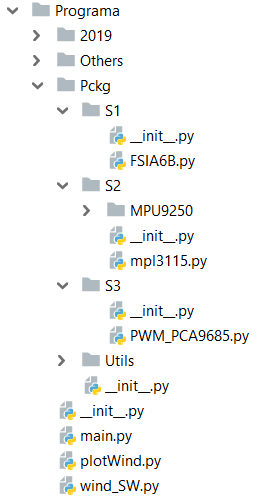 Programa
2019
Others
Pckg
S1
__init__.py
FSIA6B.py
S2
MPU9250
__init__.py
mpl3115.py
S3
__init__.py
PWM_PCA9685.py
Utils
__init__.py
__init__.py
main.py
plotWind.py
wind_SW.py